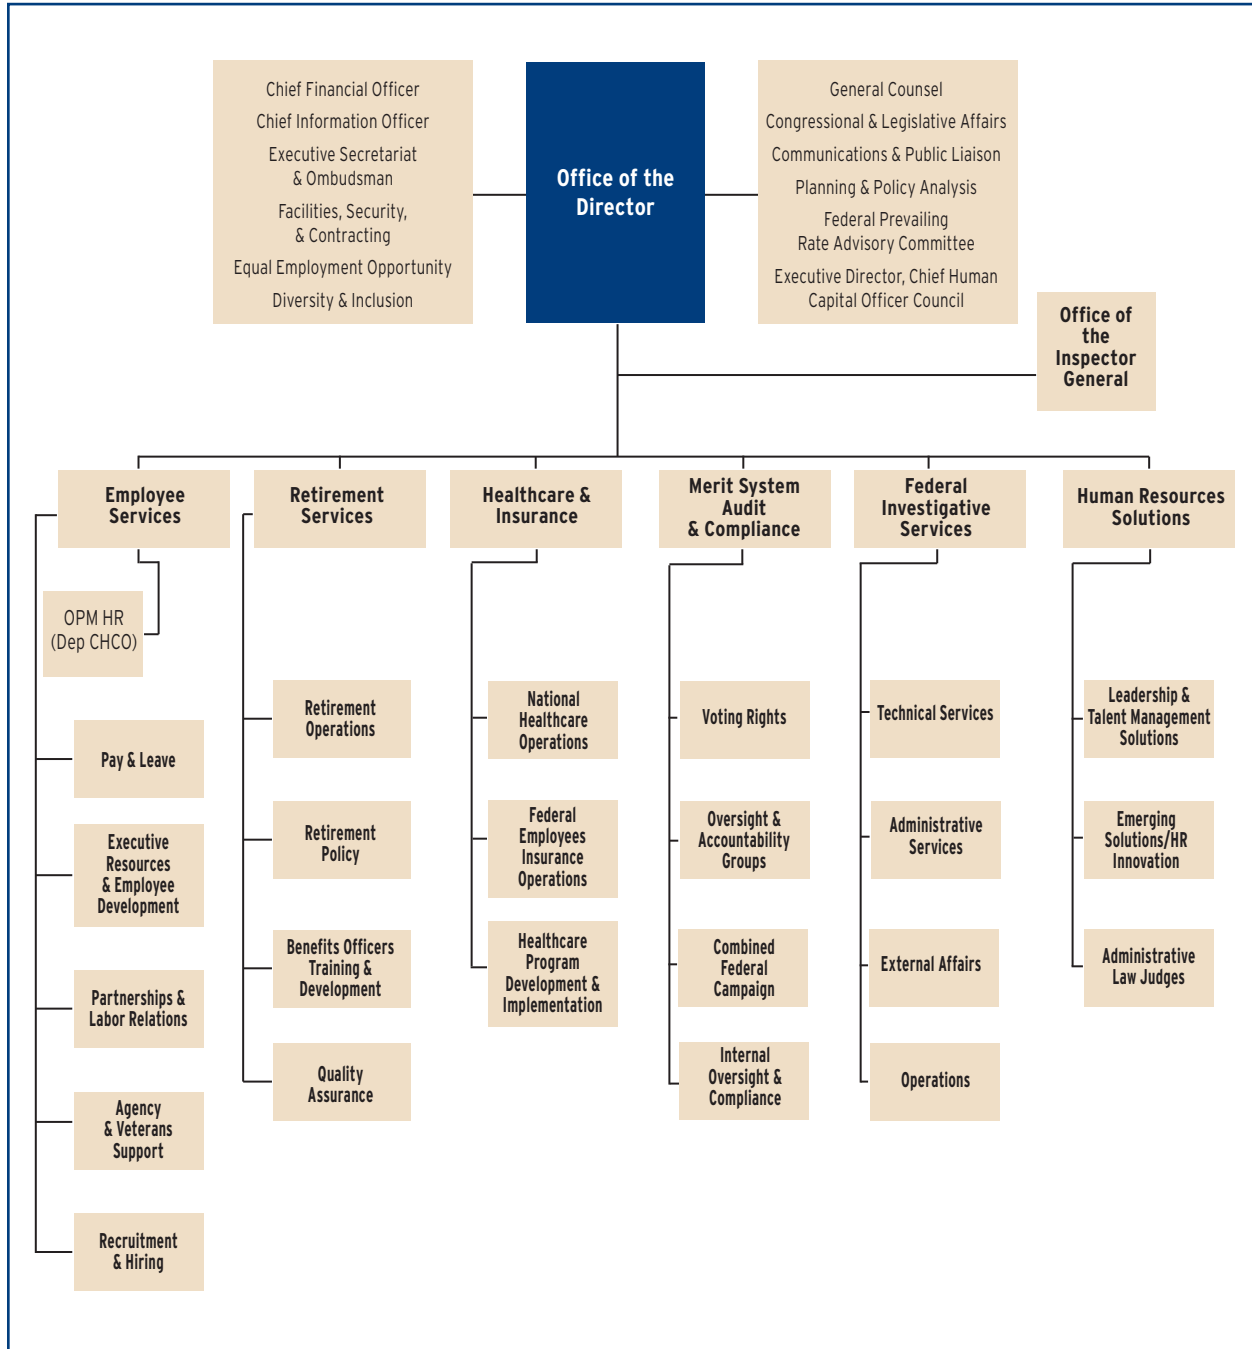 Chief Financial Officer
Chief Information Officer
Executive Secretariat
& Ombudsman
Facilities, Security,
& Contracting
Equal Employment Opportunity
Diversity & Inclusion
Office of the
Director
General Counsel
Congressional & Legislative Affairs
Communications & Public Liaison
Planning & Policy Analysis
Federal Prevailing
Rate Advisory Committee
Executive Director, Chief Human
Capital Officer Council
Office of
the
Inspector
General
Employee
Services
Retirement
Services
Healthcare &
Insurance
Merit System
Audit
& Compliance
Federal
Investigative
Services
Human Resources
Solutions
OPM HR
(Dep CHCO)
Pay & Leave
Executive
Resources
& Employee
Development
Partnerships &
Labor Relations
Agency
& Veterans
Support
Recruitment
& Hiring
Retirement
Operations
Retirement
Policy
Benefits Officers
Training &
Development
Quality
Assurance
National
Healthcare
Operations
Federal
Employees
Insurance
Operations
Healthcare
Program
Development &
Implementation
Voting Rights
Oversight &
Accountability
Groups
Combined
Federal
Campaign
Internal
Oversight &
Compliance
Technical Services
Administrative
Services
External Affairs
Operations
Leadership &
Talent Management
Solutions
Emerging
Solutions/HR
Innovation
Administrative
Law Judges